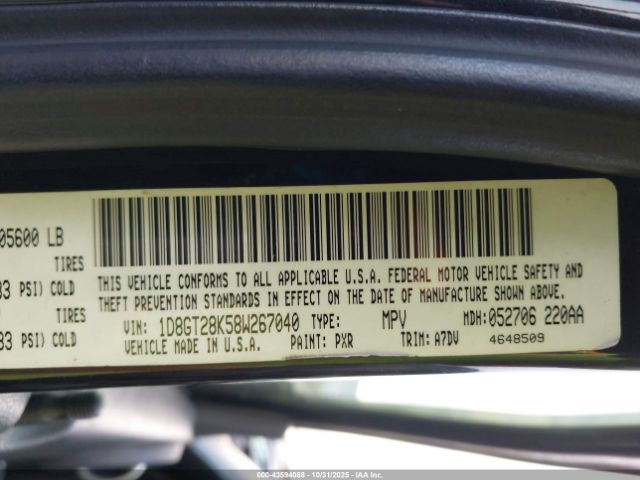 05600 LB
TIRES
33 PSI) COLD
TIRES
33 PSI) COLD
THIS VEHICLE CONFORMS TO ALL APPLICABLE U.S.A. FEDERAL MOTOR VEHICLE SAFETY AND
THEFT PREVENTION STANDARDS IN EFFECT ON THE DATE OF MANUFACTURE SHOWN ABOVE.
VIN: 1D8GT28K58W267040 TYPE: MPV MDH: 052706 220AA
VEHICLE MADE IN U.S.A. PAINT: PXR TRIM: A7DV 4648509
000-43594088 - 10/31/2025 - IAA Inc.